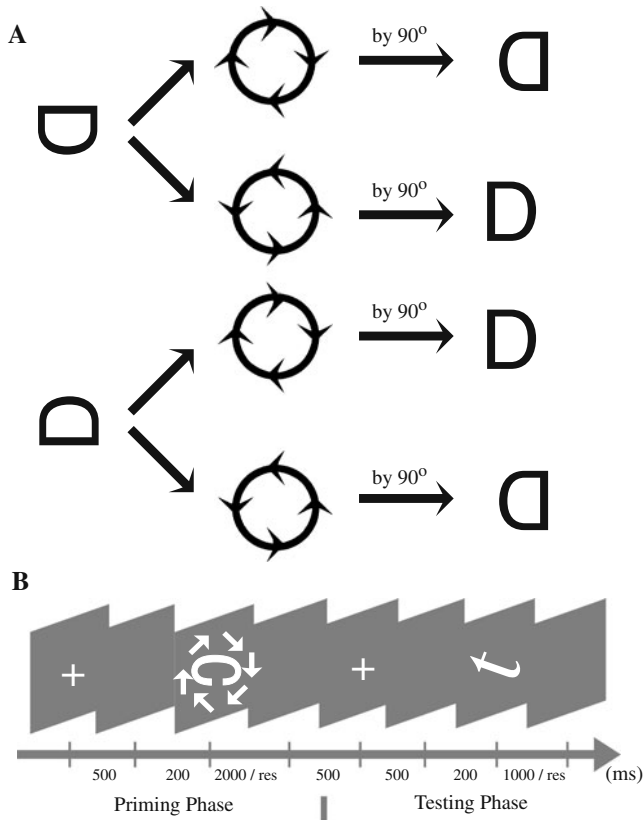 A
by 90°
D
D
by 90°
D
by 90°
D
D
by 90°
D
B
+ C + t
500 200 2000 / res 500 500 200 1000 / res (ms)
Priming Phase Testing Phase